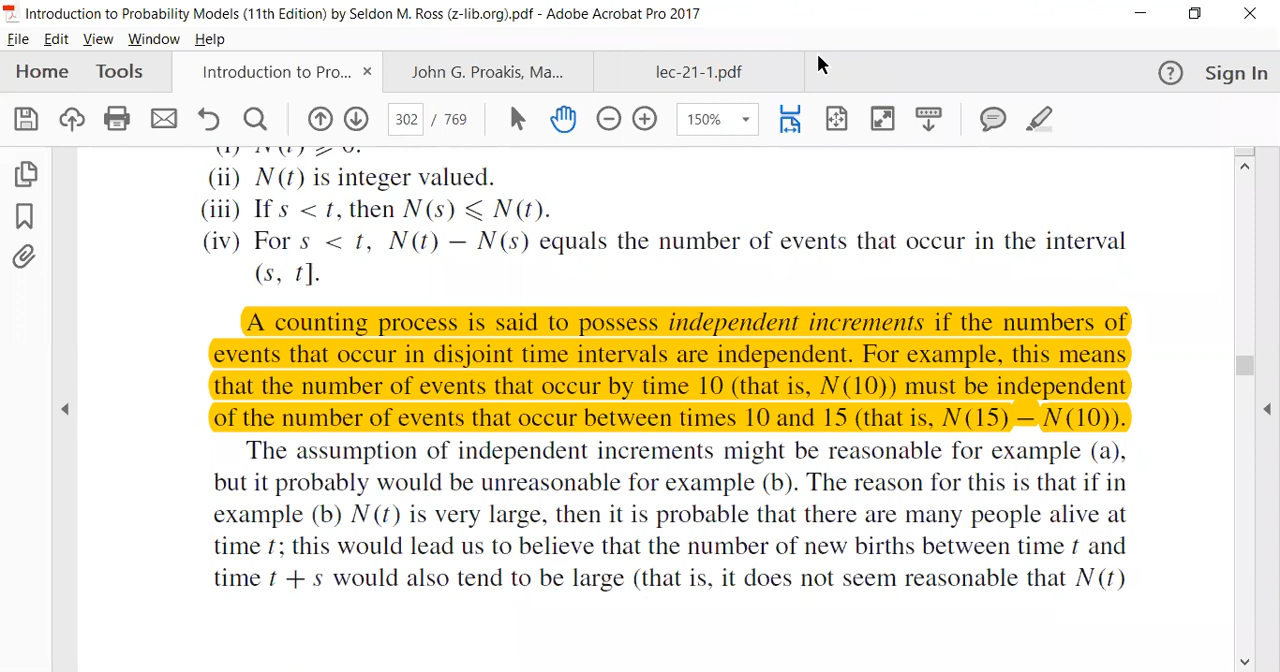 Introduction to Probability Models (11th Edition) by Seldon M. Ross (z-lib.org).pdf - Adobe Acrobat Pro 2017
File Edit View Window Help
Home Tools Introduction to Pro... × John G. Proakis, Ma... lec-21-1.pdf ? Sign In
302 / 769 150%
(i) N(t) ⩾ 0.
(ii) N(t) is integer valued.
(iii) If s < t, then N(s) ⩽ N(t).
(iv) For s < t, N(t) − N(s) equals the number of events that occur in the interval
(s, t].
A counting process is said to possess independent increments if the numbers of
events that occur in disjoint time intervals are independent. For example, this means
that the number of events that occur by time 10 (that is, N(10)) must be independent
of the number of events that occur between times 10 and 15 (that is, N(15) − N(10)).
The assumption of independent increments might be reasonable for example (a),
but it probably would be unreasonable for example (b). The reason for this is that if in
example (b) N(t) is very large, then it is probable that there are many people alive at
time t; this would lead us to believe that the number of new births between time t and
time t + s would also tend to be large (that is, it does not seem reasonable that N(t)